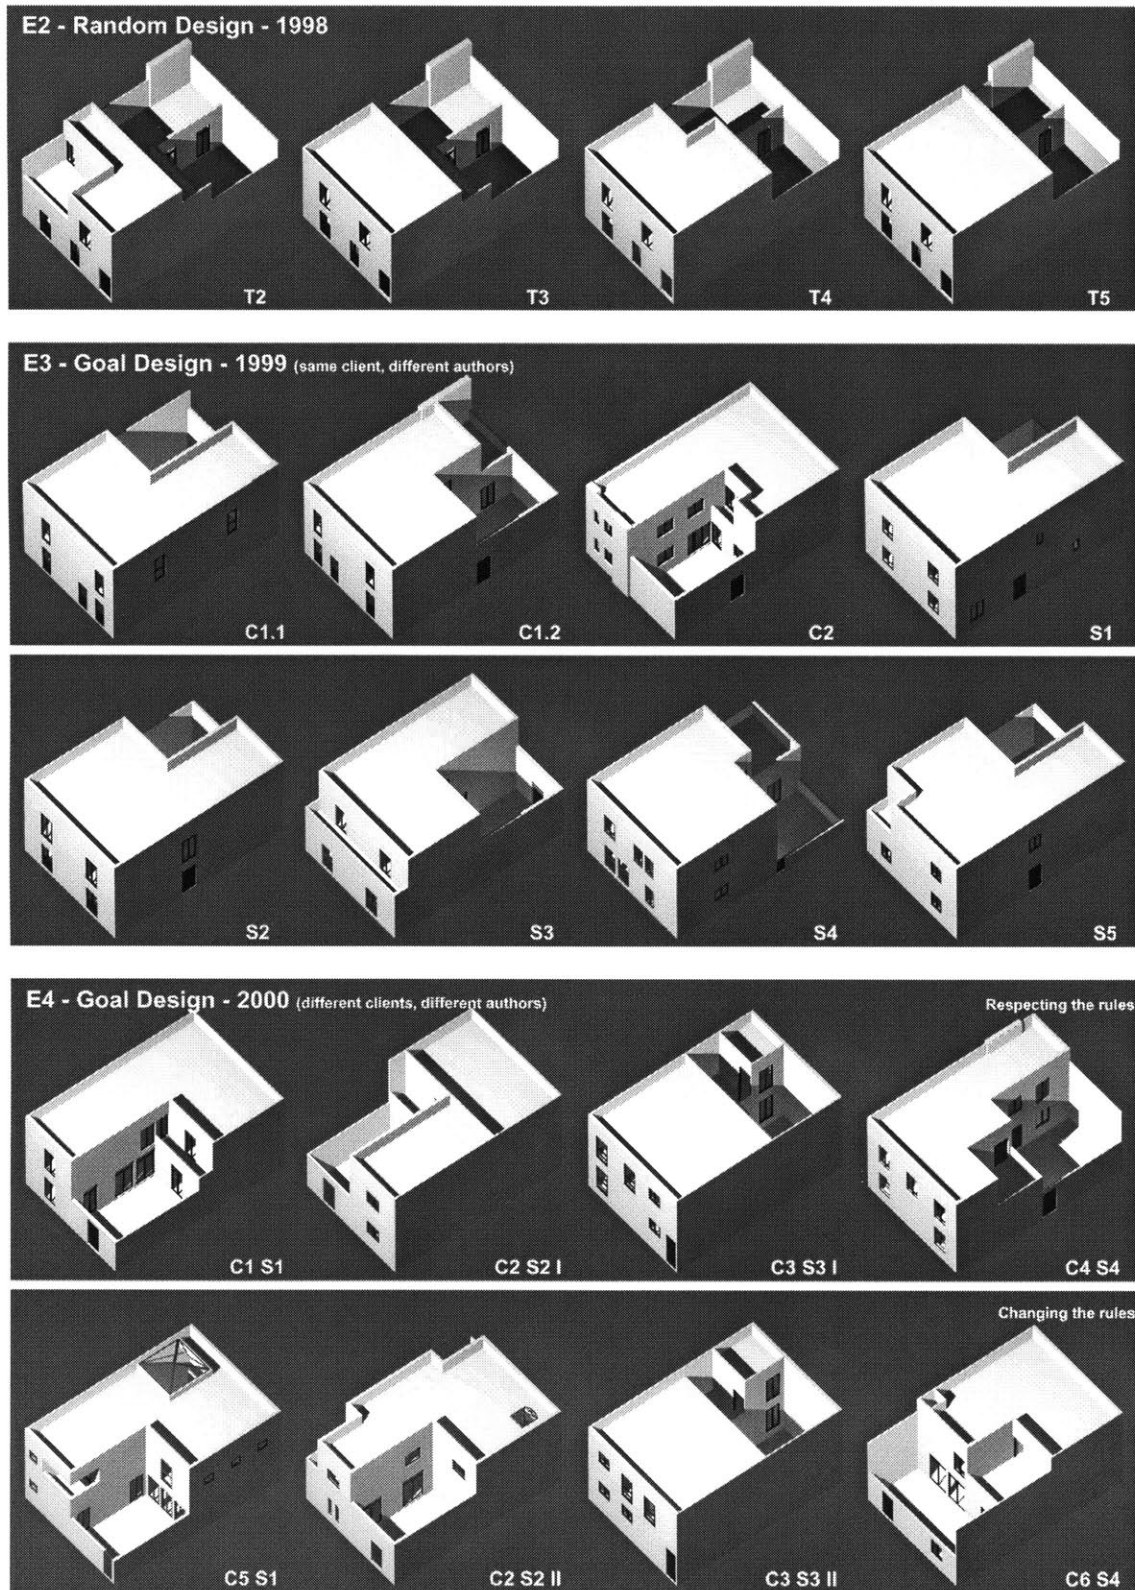 E2 - Random Design - 1998
T2
T3
T4
T5
E3 - Goal Design - 1999 (same client, different authors)
C1.1
C1.2
C2
S1
S2
S3
S4
S5
E4 - Goal Design - 2000 (different clients, different authors)
Respecting the rules
C1 S1
C2 S2 I
C3 S3 I
C4 S4
Changing the rules
C5 S1
C2 S2 II
C3 S3 II
C6 S4